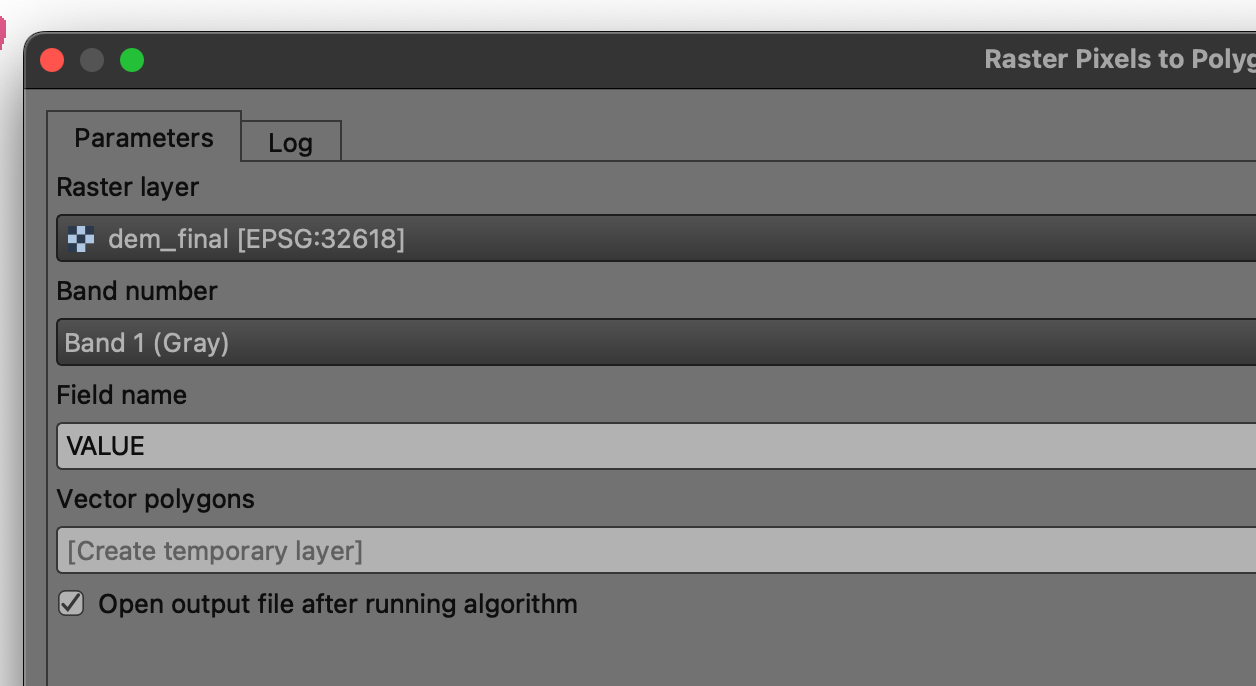 Raster Pixels to Polyg
Parameters
Log
Raster layer
dem_final [EPSG:32618]
Band number
Band 1 (Gray)
Field name
VALUE
Vector polygons
[Create temporary layer]
Open output file after running algorithm